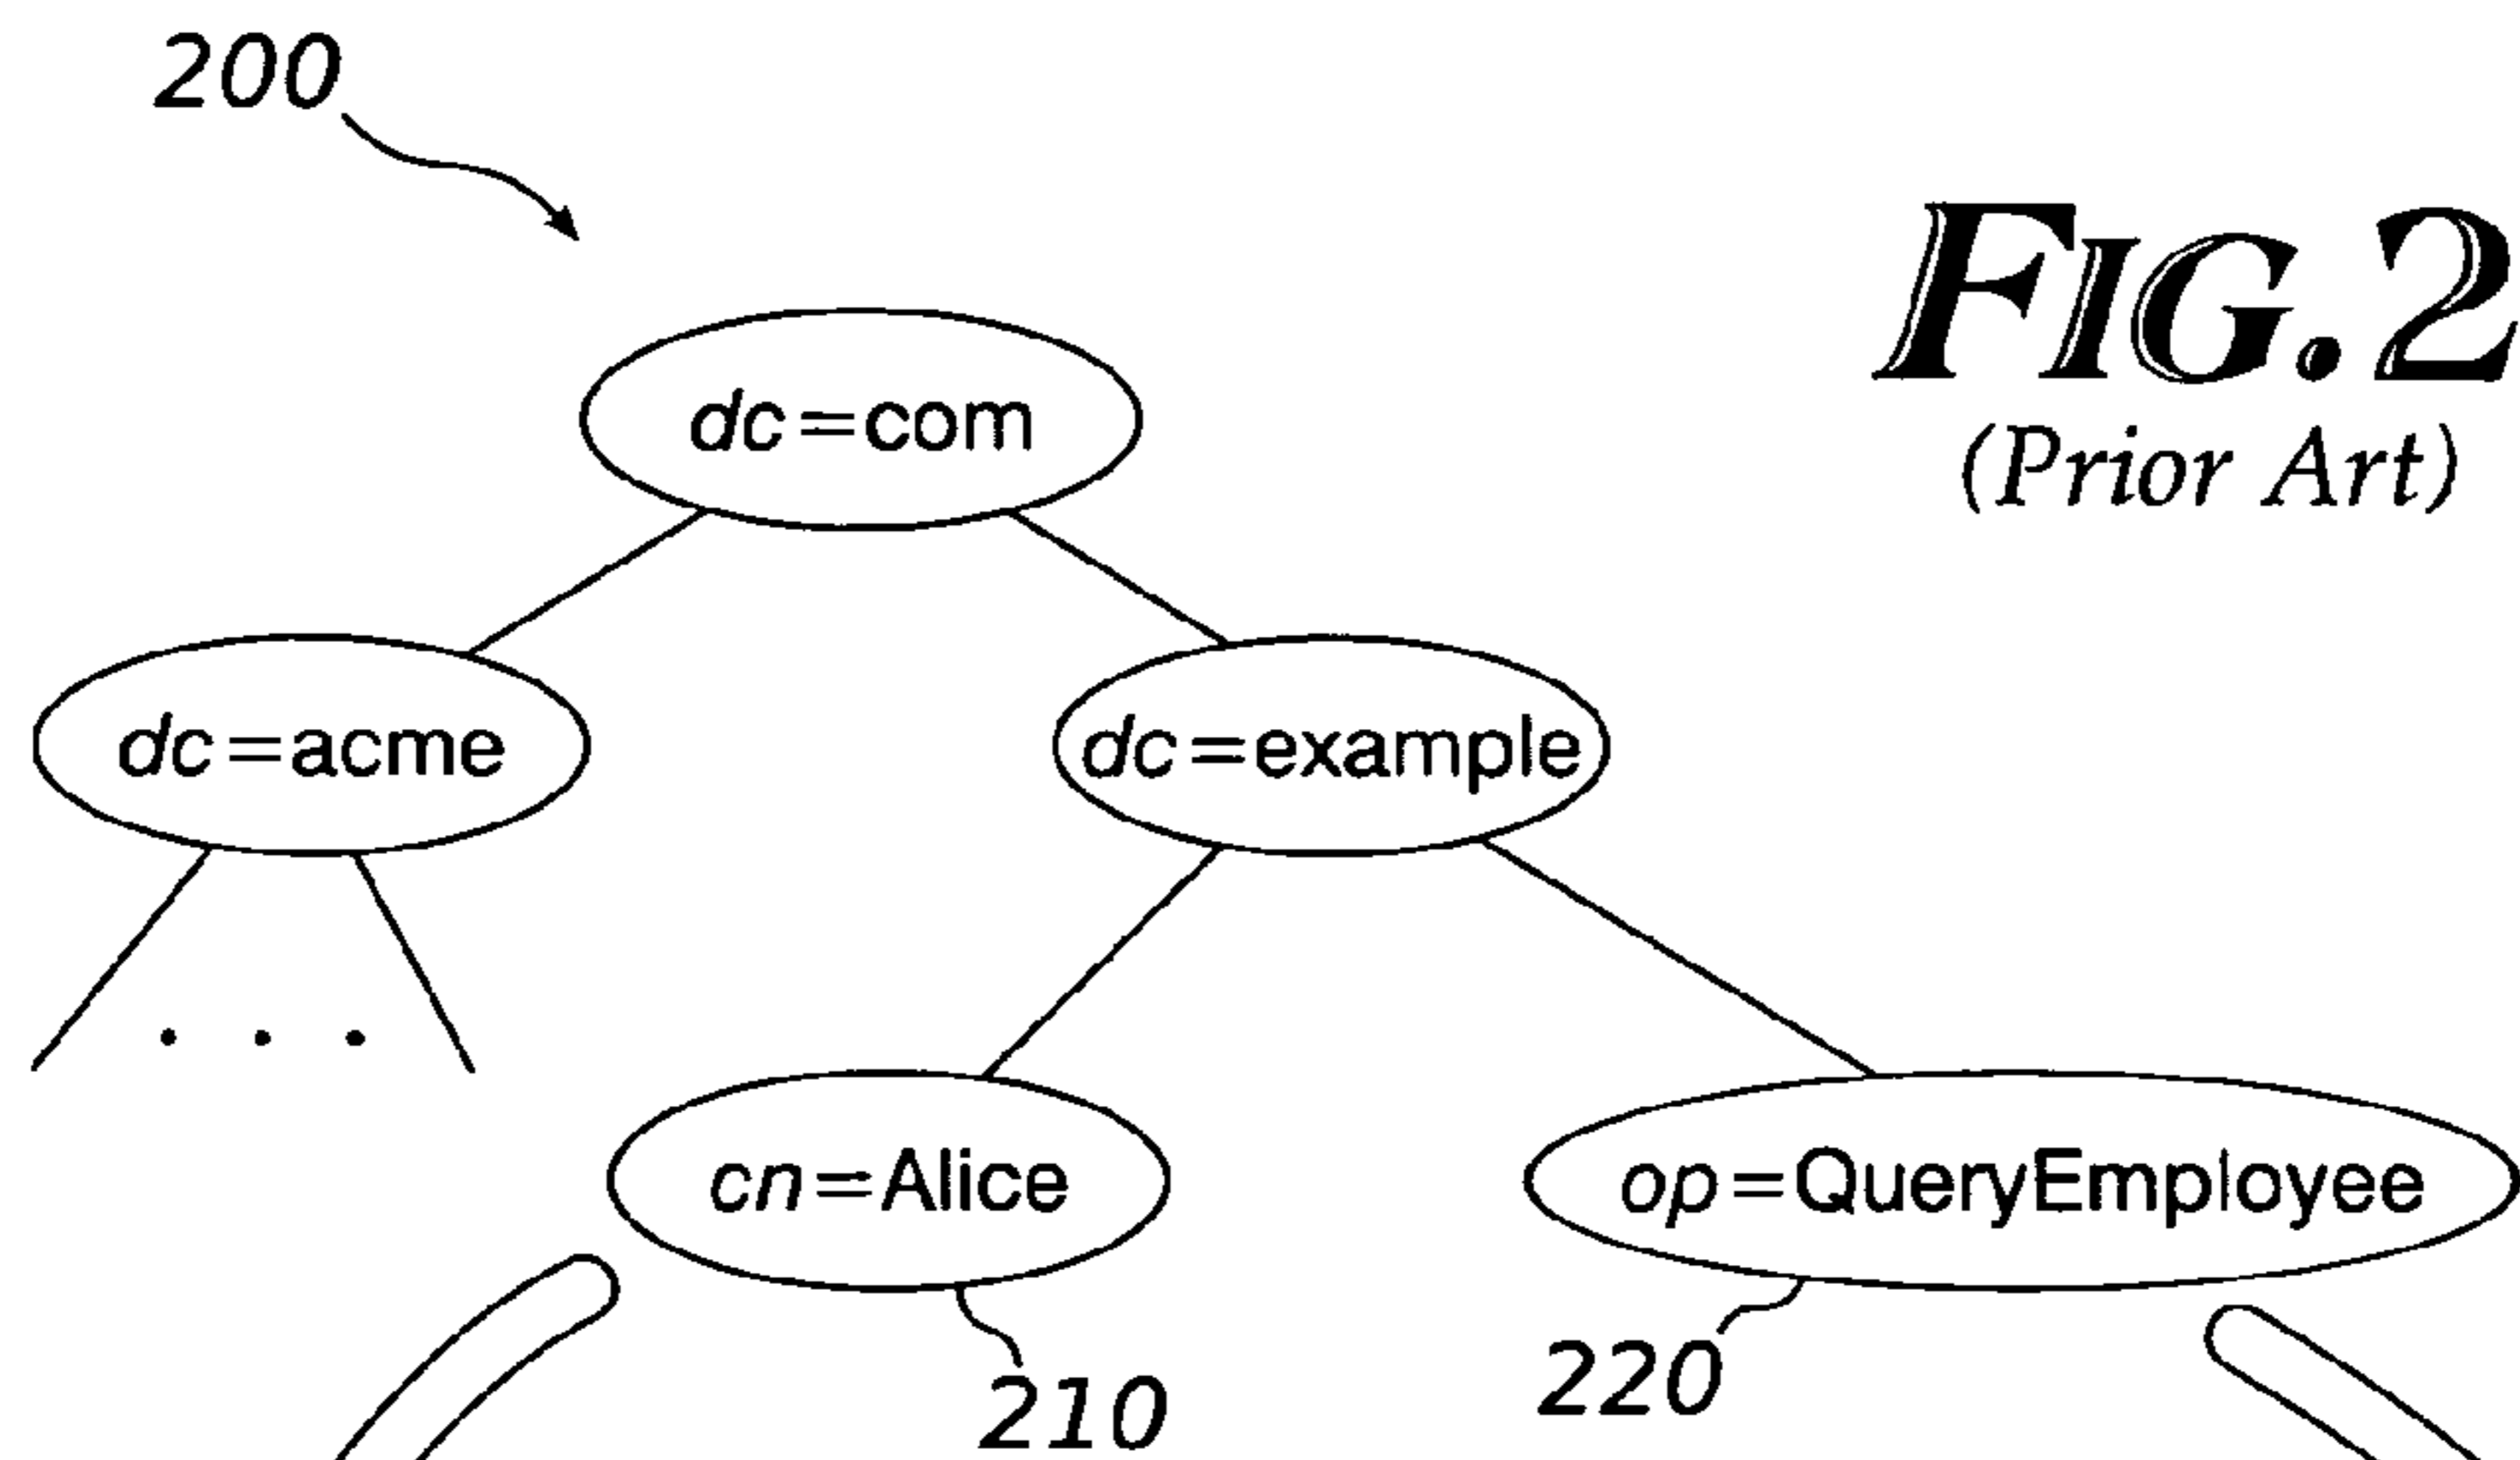 200
FIG.2
(Prior Art)
dc=com
dc=acme
dc=example
. . .
cn=Alice
op=QueryEmployee
210
220